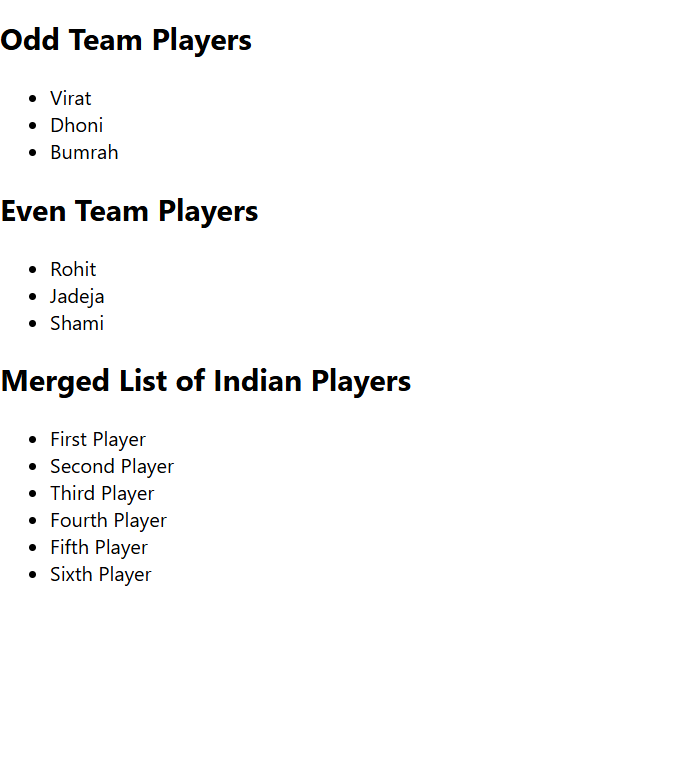 Odd Team Players
Virat
Dhoni
Bumrah
Even Team Players
Rohit
Jadeja
Shami
Merged List of Indian Players
First Player
Second Player
Third Player
Fourth Player
Fifth Player
Sixth Player